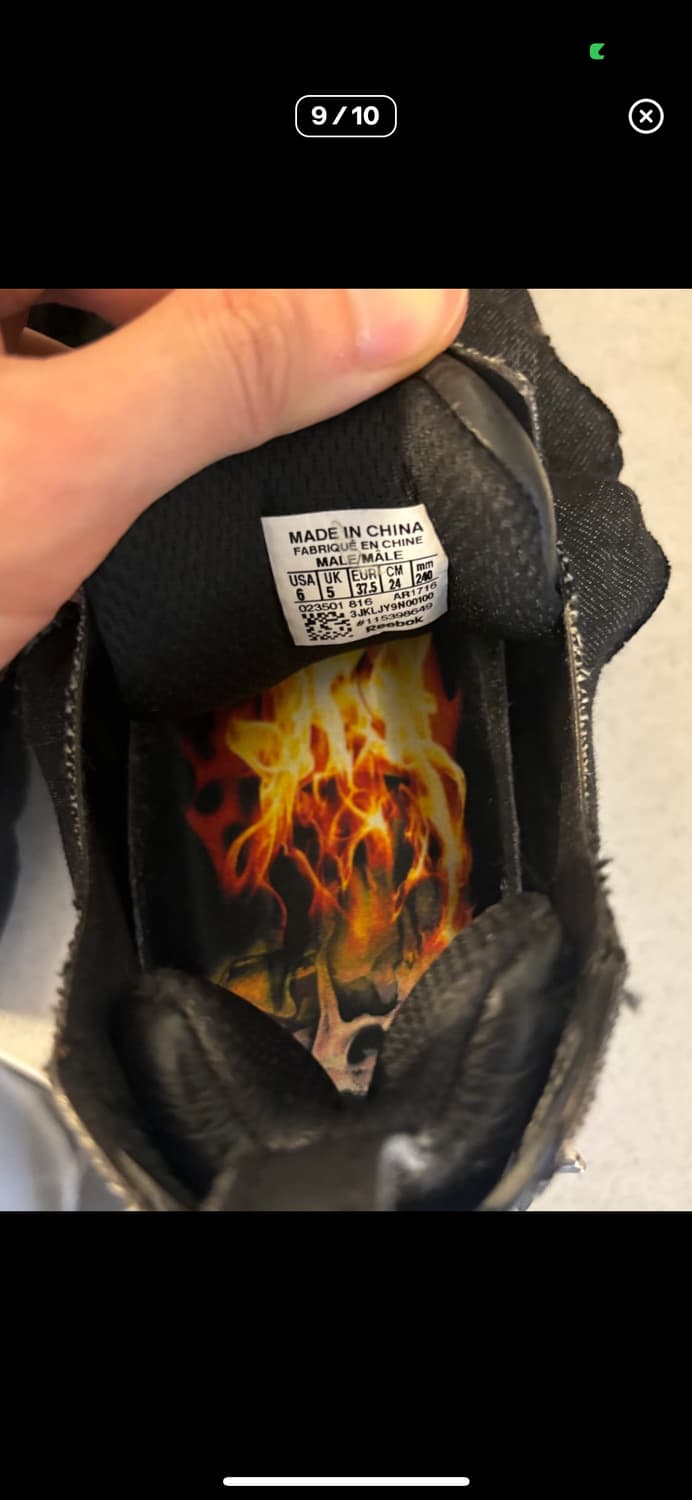 9/10
MADE IN CHINA
FABRIQUÉ EN CHINE
MALE/MÂLE
USA UK EUR CM mm
6 5 37.5 24 240
023501 816 AR1716
3JKLJY9N00100
#115398649
Reebok